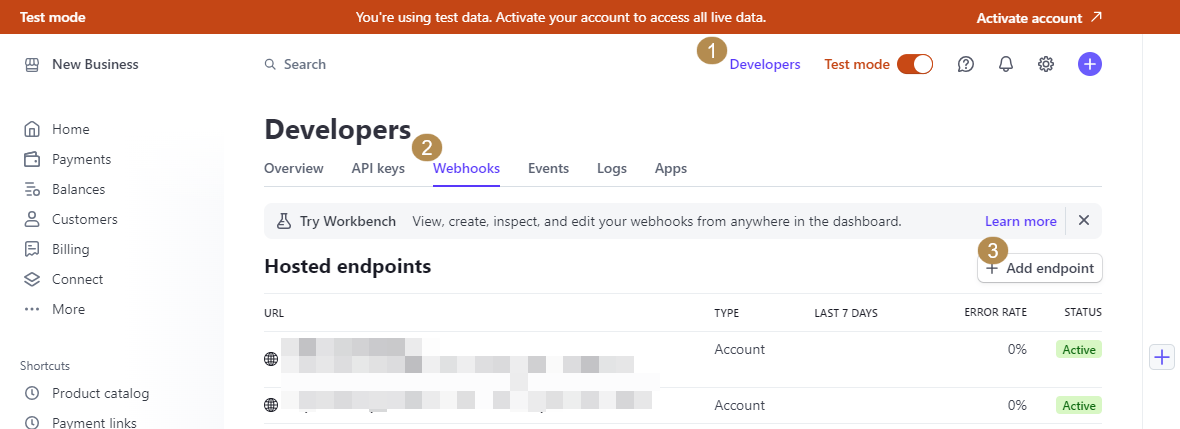 Test mode
You're using test data. Activate your account to access all live data.
Activate account
New Business
Search
1
Developers
Test mode
Home
Payments
Balances
Customers
Billing
Connect
More
Shortcuts
Product catalog
Payment links
Developers
2
Overview
API keys
Webhooks
Events
Logs
Apps
Try Workbench
View, create, inspect, and edit your webhooks from anywhere in the dashboard.
Learn more
Hosted endpoints
3
Add endpoint
URL TYPE LAST 7 DAYS ERROR RATE STATUS
Account 0% Active
Account 0% Active